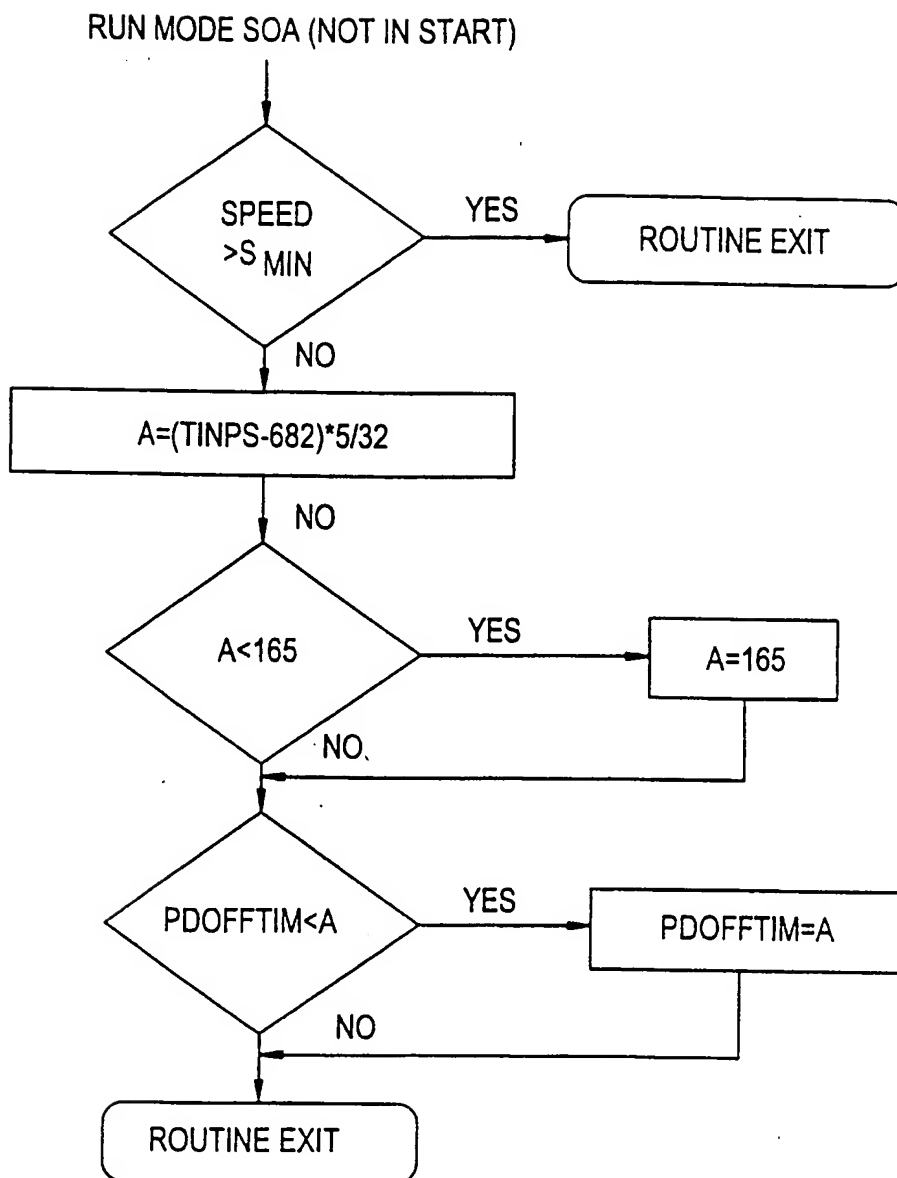 RUN MODE SOA (NOT IN START)
SPEED
>S MIN
YES
ROUTINE EXIT
NO
A=(TINPS-682)*5/32
NO
A<165
YES
A=165
NO
PDOFFTIM<A
YES
PDOFFTIM=A
NO
ROUTINE EXIT